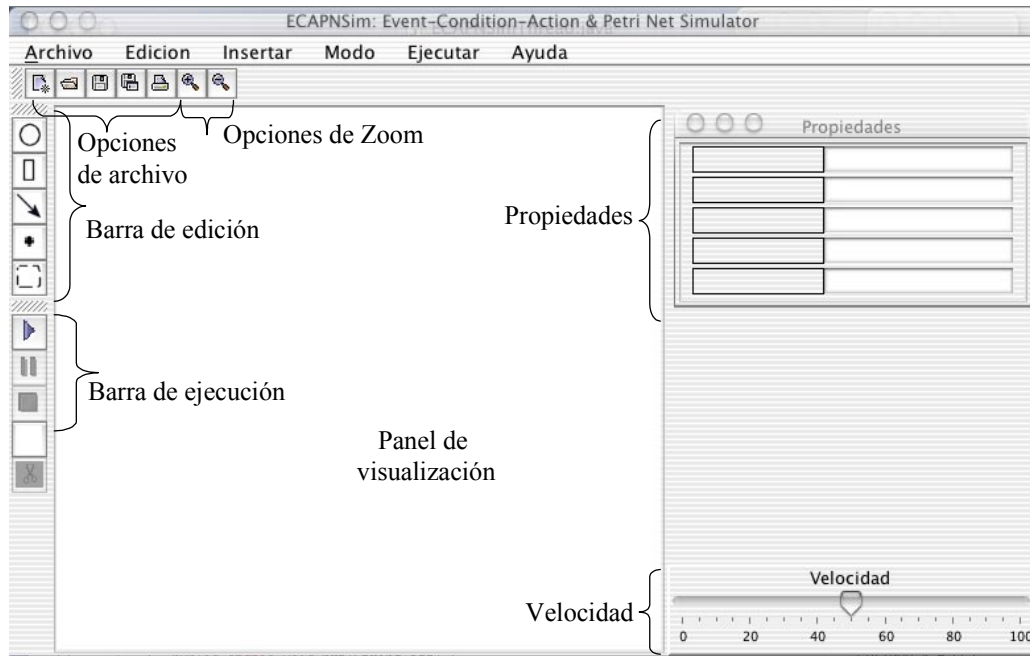 ECAPNSim: Event-Condition-Action & Petri Net Simulator
Archivo Edicion Insertar Modo Ejecutar Ayuda
Opciones de archivo
Opciones de Zoom
Barra de edición
Propiedades
Propiedades
Barra de ejecución
Panel de
visualización
Velocidad
Velocidad
0 20 40 60 80 100